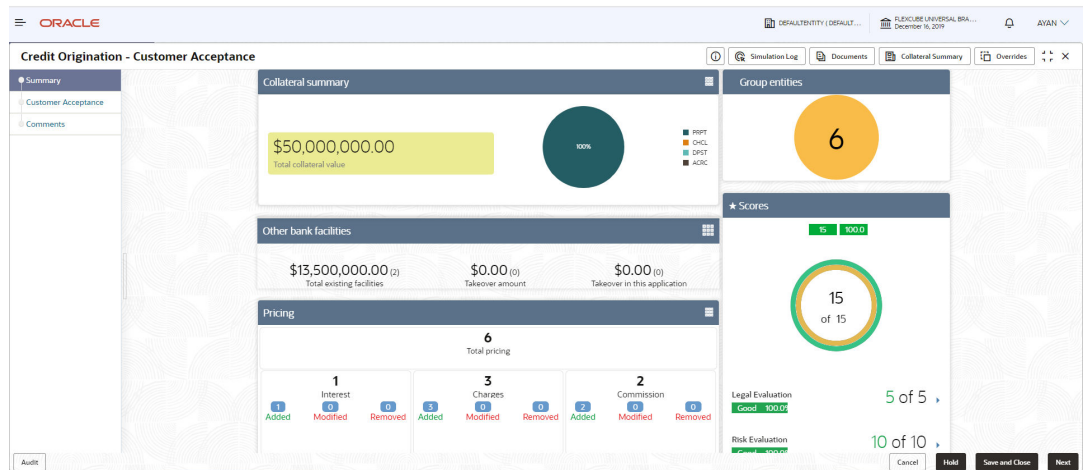 ORACLE
DEFAULTENTITY ( DEFAULT...
FLEXCUBE UNIVERSAL BRA...
December 16, 2019
AYAN
Credit Origination - Customer Acceptance
Simulation Log
Documents
Collateral Summary
Overrides
Summary
Customer Acceptance
Comments
Collateral summary
$50,000,000.00
Total collateral value
100%
PRPT
CHCL
DPST
ACRC
Group entities
6
Other bank facilities
$13,500,000.00 (2)
Total existing facilities
$0.00 (0)
Takeover amount
$0.00 (0)
Takeover in this application
Scores
15 100.0
15
of 15
Legal Evaluation
Good 100.0%
5 of 5
Risk Evaluation
Good 100.0%
10 of 10
Pricing
6
Total pricing
1
Interest
1 0 0
Added Modified Removed
3
Charges
3 0 0
Added Modified Removed
2
Commission
2 0 0
Added Modified Removed
Audit
Cancel
Hold
Save and Close
Next